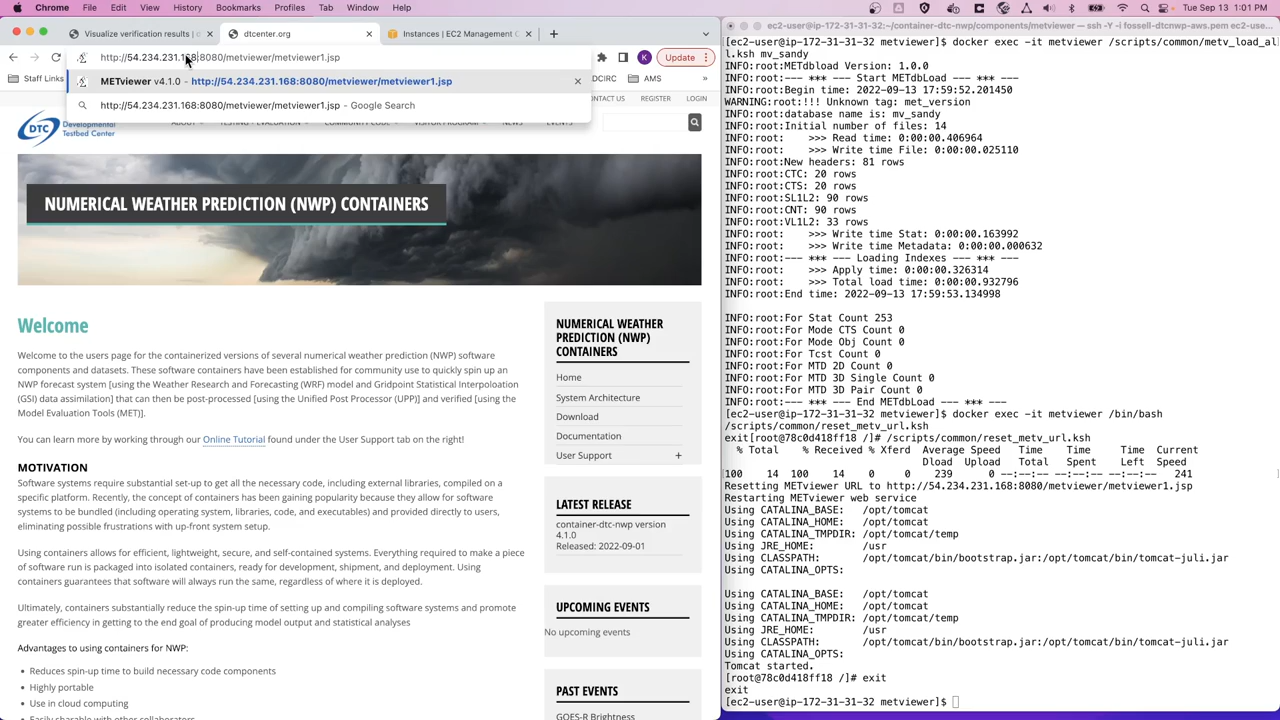 Visualize verification results |
dtcenter.org
Instances | EC2 Management C
http://54.234.231.168:8080/metviewer/metviewer1.jsp
K
Update
METviewer v4.1.0 - http://54.234.231.168:8080/metviewer/metviewer1.jsp
http://54.234.231.168:8080/metviewer/metviewer1.jsp - Google Search
Staff Links
DCIRC
AMS
REGISTER
LOGIN
DTC
Developmental
Testbed Center
NUMERICAL WEATHER PREDICTION (NWP) CONTAINERS
Welcome
Welcome to the users page for the containerized versions of several numerical weather prediction (NWP) software
components and datasets. These software containers have been established for community use to quickly spin up an
NWP forecast system [using the Weather Research and Forecasting (WRF) model and Gridpoint Statistical Interpoloation
(GSI) data assimilation] that can then be post-processed [using the Unified Post Processor (UPP)] and verified [using the
Model Evaluation Tools (MET)].
You can learn more by working through our Online Tutorial found under the User Support tab on the right!
MOTIVATION
Software systems require substantial set-up to get all the necessary code, including external libraries, compiled on a
specific platform. Recently, the concept of containers has been gaining popularity because they allow for software
systems to be bundled (including operating system, libraries, code, and executables) and provided directly to users,
eliminating possible frustrations with up-front system setup.
Using containers allows for efficient, lightweight, secure, and self-contained systems. Everything required to make a piece
of software run is packaged into isolated containers, ready for development, shipment, and deployment. Using
containers guarantees that software will always run the same, regardless of where it is deployed.
Ultimately, containers substantially reduce the spin-up time of setting up and compiling software systems and promote
greater efficiency in getting to the end goal of producing model output and statistical analyses
Advantages to using containers for NWP:
Reduces spin-up time to build necessary code components
Highly portable
Use in cloud computing
Easily sharable with other collaborators
NUMERICAL WEATHER
PREDICTION (NWP)
CONTAINERS
Home
System Architecture
Download
Documentation
User Support +
LATEST RELEASE
container-dtc-nwp version
4.1.0
Released: 2022-09-01
UPCOMING EVENTS
No upcoming events
PAST EVENTS
GOES-R Brightness
ec2-user@ip-172-31-31-32:~/container-dtc-nwp/metviewer — ssh -Y -i fossell-dtcnwp-aws.pem ec2-user...
[ec2-user@ip-172-31-31-32 metviewer]$ docker exec -it metviewer /scripts/common/metv_load_al
l.ksh mv_sandy
INFO:root:METdbload Version: 1.0.0
INFO:root:--- *** --- Start METdbLoad --- *** ---
INFO:root:Begin time: 2022-09-13 17:59:52.201450
WARNING:root:!!! Unknown tag: met_version
INFO:root:database name is: mv_sandy
INFO:root:Initial number of files: 14
INFO:root: >>> Read time: 0:00:00.406964
INFO:root: >>> Write time File: 0:00:00.025110
INFO:root:New headers: 81 rows
INFO:root:CTC: 20 rows
INFO:root:CTS: 20 rows
INFO:root:SL1L2: 90 rows
INFO:root:CNT: 90 rows
INFO:root:VL1L2: 33 rows
INFO:root: >>> Write time Stat: 0:00:00.163992
INFO:root: >>> Write time Metadata: 0:00:00.000632
INFO:root:--- *** --- Loading Indexes --- *** ---
INFO:root: >>> Apply time: 0:00:00.326314
INFO:root: >>> Total load time: 0:00:00.932796
INFO:root:End time: 2022-09-13 17:59:53.134998
INFO:root:For Stat Count 253
INFO:root:For Mode CTS Count 0
INFO:root:For Mode Obj Count 0
INFO:root:For Tcst Count 0
INFO:root:For MTD 2D Count 0
INFO:root:For MTD 3D Single Count 0
INFO:root:For MTD 3D Pair Count 0
INFO:root:--- *** --- End METdbLoad --- *** ---
[ec2-user@ip-172-31-31-32 metviewer]$ docker exec -it metviewer /bin/bash
/scripts/common/reset_metv_url.ksh
exit[root@78c0d418ff18 /]# /scripts/common/reset_metv_url.ksh
% Total % Received % Xferd Average Speed Time Time Time Current
Dload Upload Total Spent Left Speed
100 14 100 14 0 0 239 0 --:--:-- --:--:-- --:--:-- 241
Resetting METviewer URL to http://54.234.231.168:8080/metviewer/metviewer1.jsp
Restarting METviewer web service
Using CATALINA_BASE: /opt/tomcat
Using CATALINA_HOME: /opt/tomcat
Using CATALINA_TMPDIR: /opt/tomcat/temp
Using JRE_HOME: /usr
Using CLASSPATH: /opt/tomcat/bin/bootstrap.jar:/opt/tomcat/bin/tomcat-juli.jar
Using CATALINA_OPTS:
Using CATALINA_BASE: /opt/tomcat
Using CATALINA_HOME: /opt/tomcat
Using CATALINA_TMPDIR: /opt/tomcat/temp
Using JRE_HOME: /usr
Using CLASSPATH: /opt/tomcat/bin/bootstrap.jar:/opt/tomcat/bin/tomcat-juli.jar
Using CATALINA_OPTS:
Tomcat started.
[root@78c0d418ff18 /]# exit
exit
[ec2-user@ip-172-31-31-32 metviewer]$